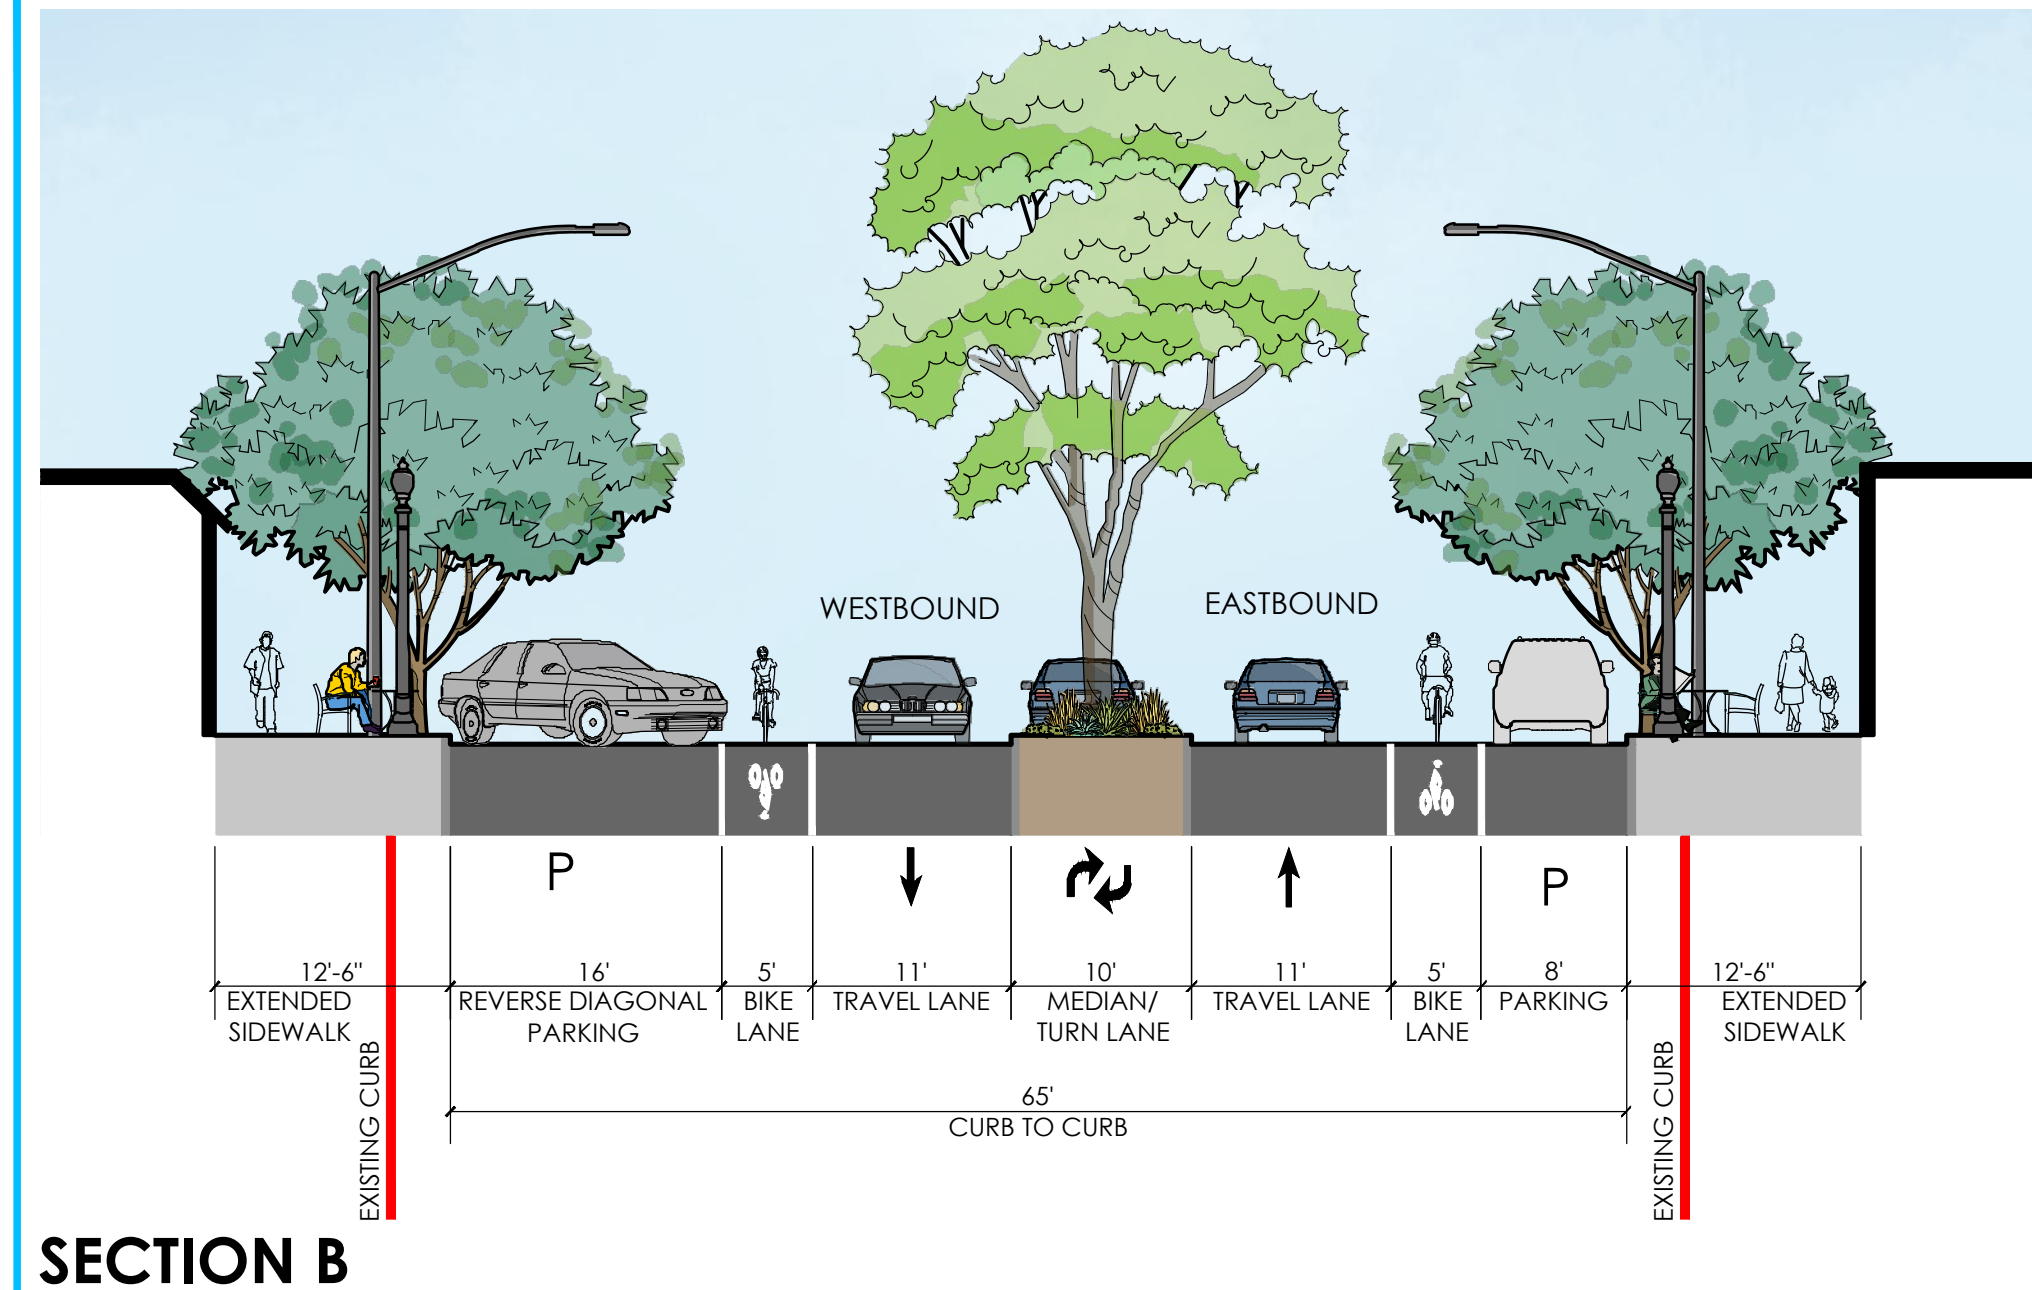 WESTBOUND
EASTBOUND
P
P
12'-6"
16'
5'
11'
10'
11'
5'
8'
12'-6"
EXTENDED
SIDEWALK
REVERSE DIAGONAL
PARKING
BIKE
LANE
TRAVEL LANE
MEDIAN/
TURN LANE
TRAVEL LANE
BIKE
LANE
PARKING
EXTENDED
SIDEWALK
EXISTING CURB
EXISTING CURB
65'
CURB TO CURB
SECTION B